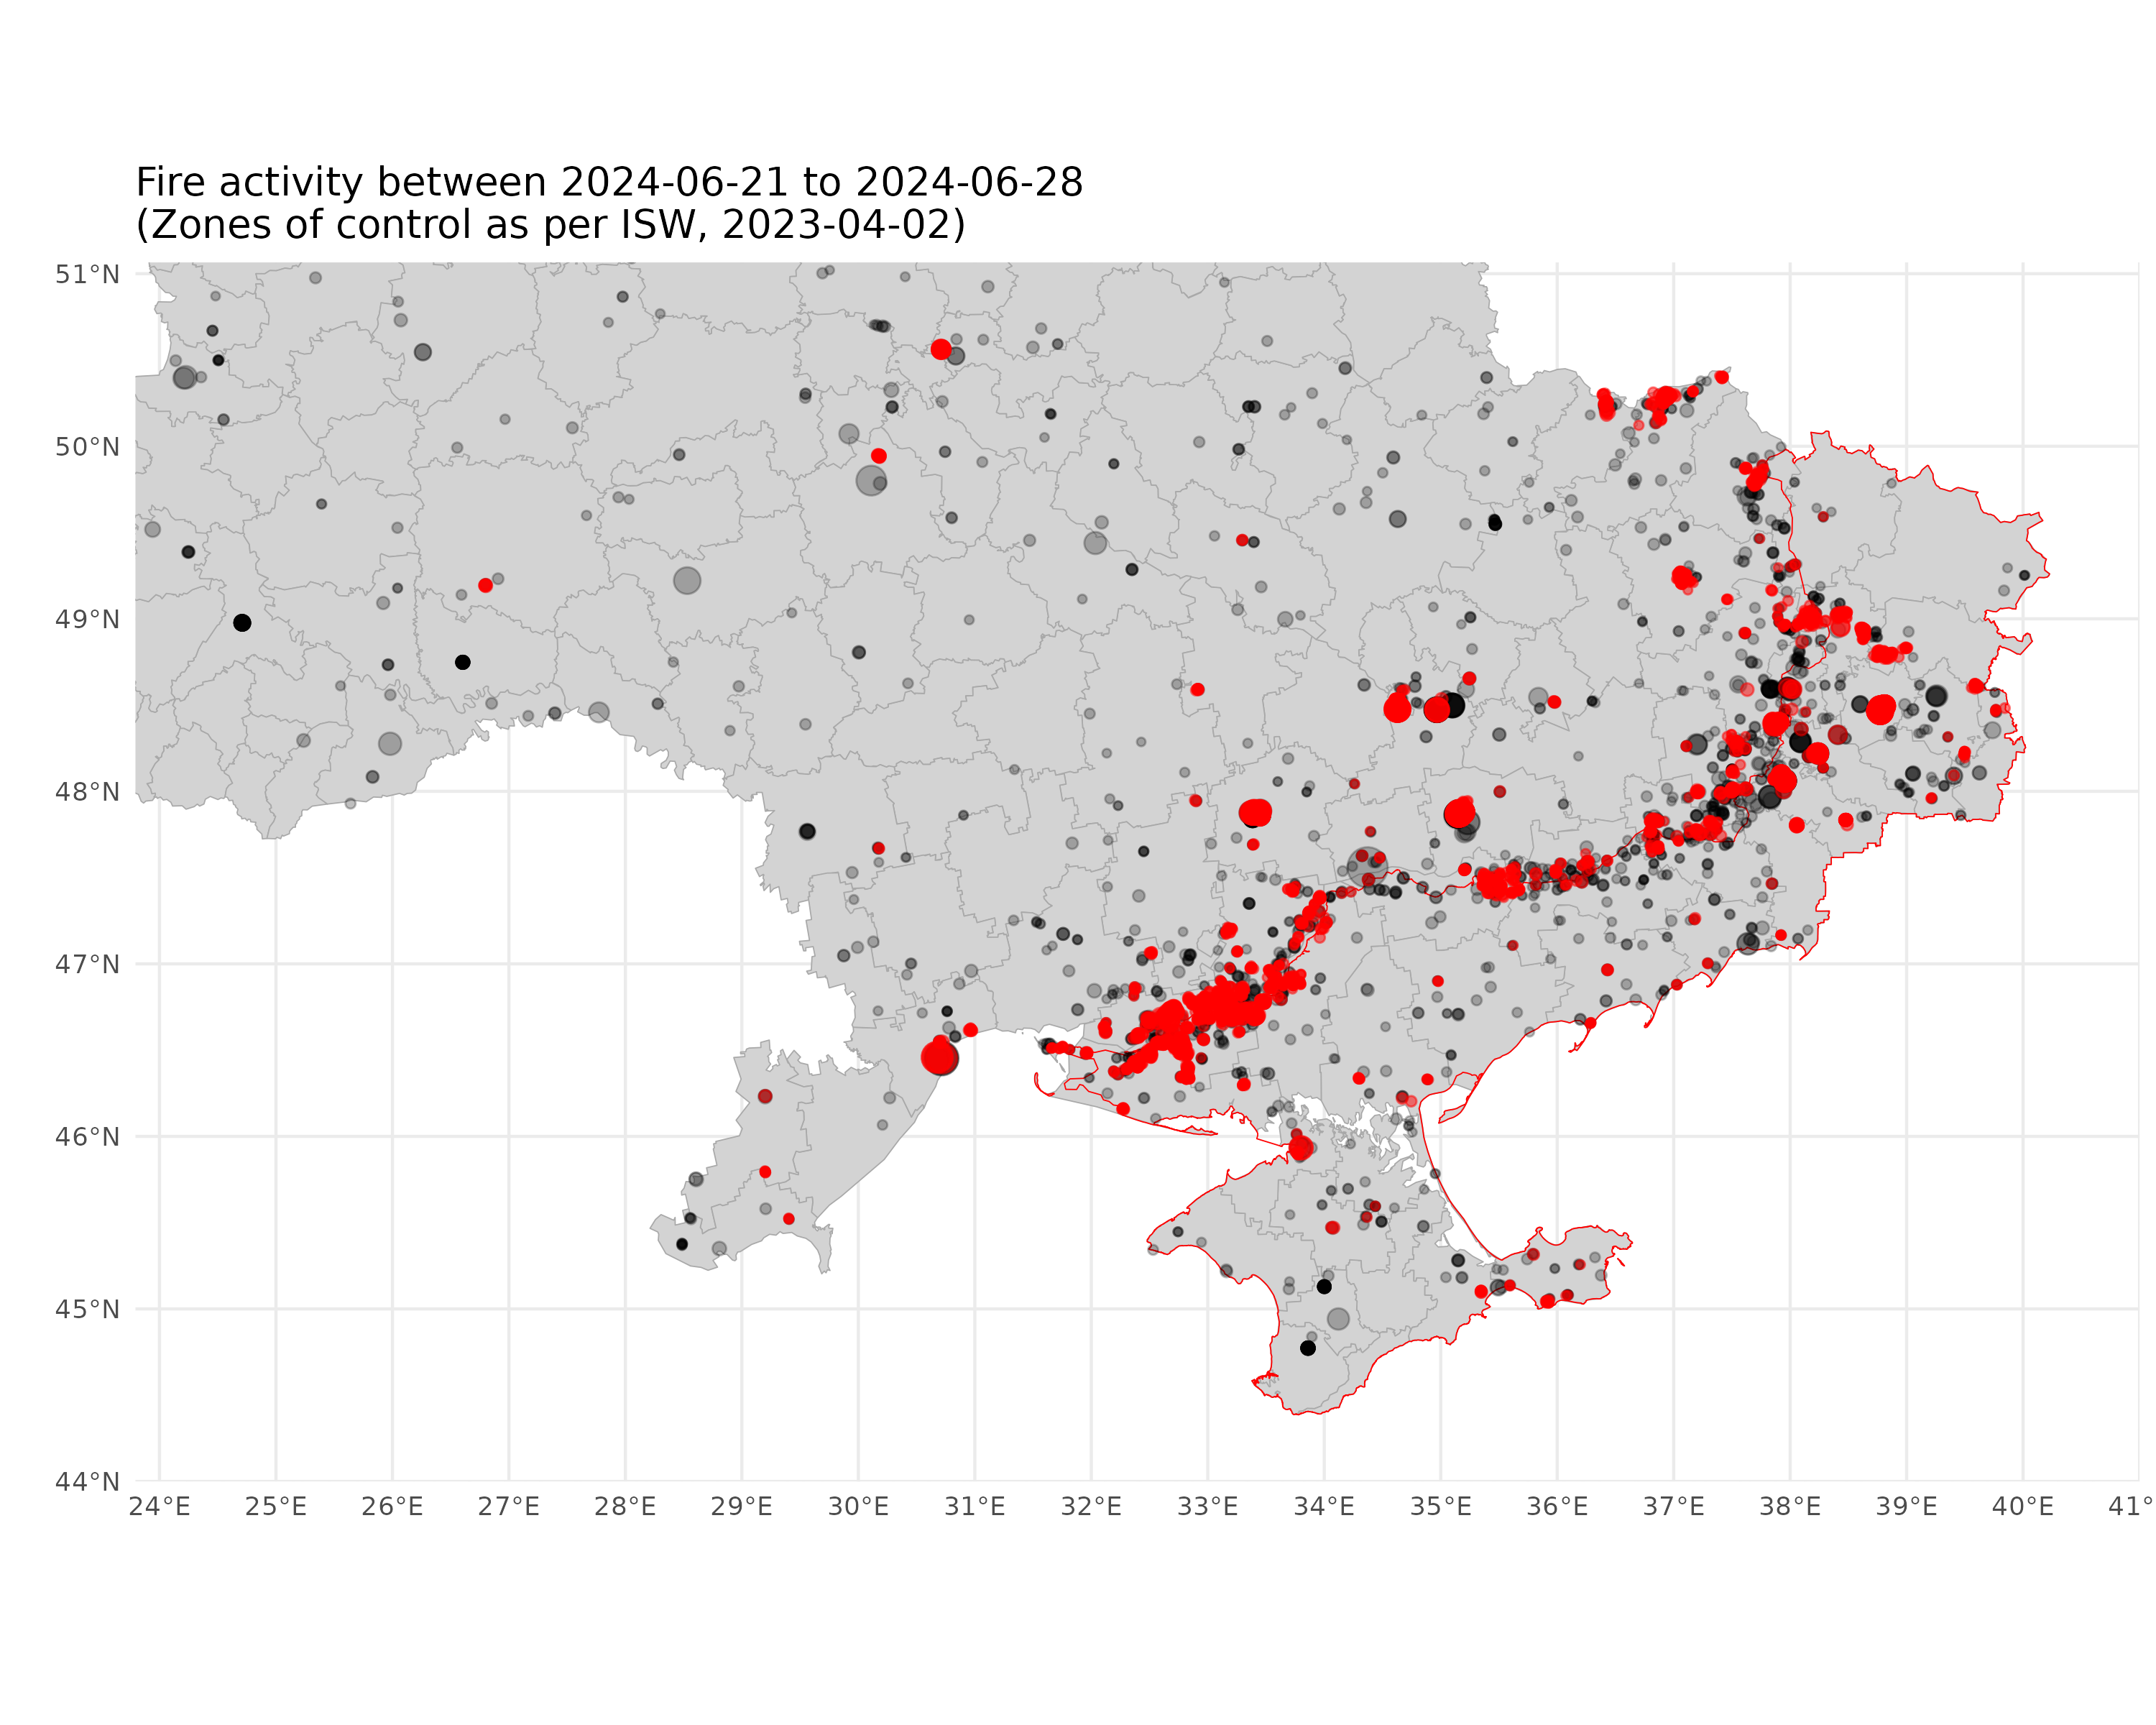 Fire activity between 2024-06-21 to 2024-06-28
(Zones of control as per ISW, 2023-04-02)
51°N
50°N
49°N
48°N
47°N
46°N
45°N
44°N
24°E 25°E 26°E 27°E 28°E 29°E 30°E 31°E 32°E 33°E 34°E 35°E 36°E 37°E 38°E 39°E 40°E 41°